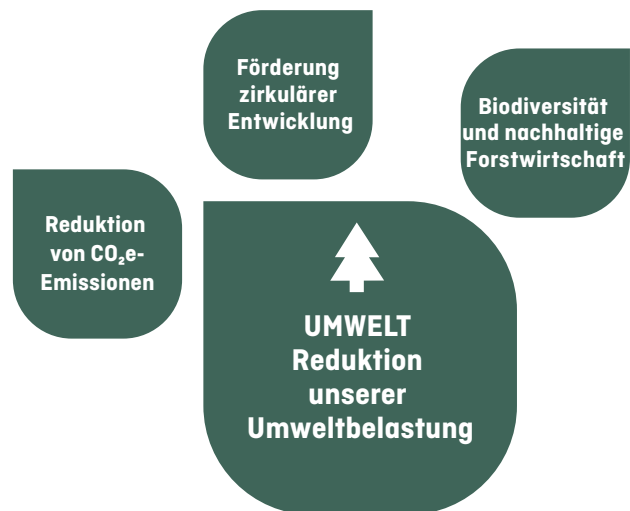 Förderung
zirkulärer
Entwicklung
Biodiversität
und nachhaltige
Forstwirtschaft
Reduktion
von CO₂e-
Emissionen
UMWELT
Reduktion
unserer
Umweltbelastung